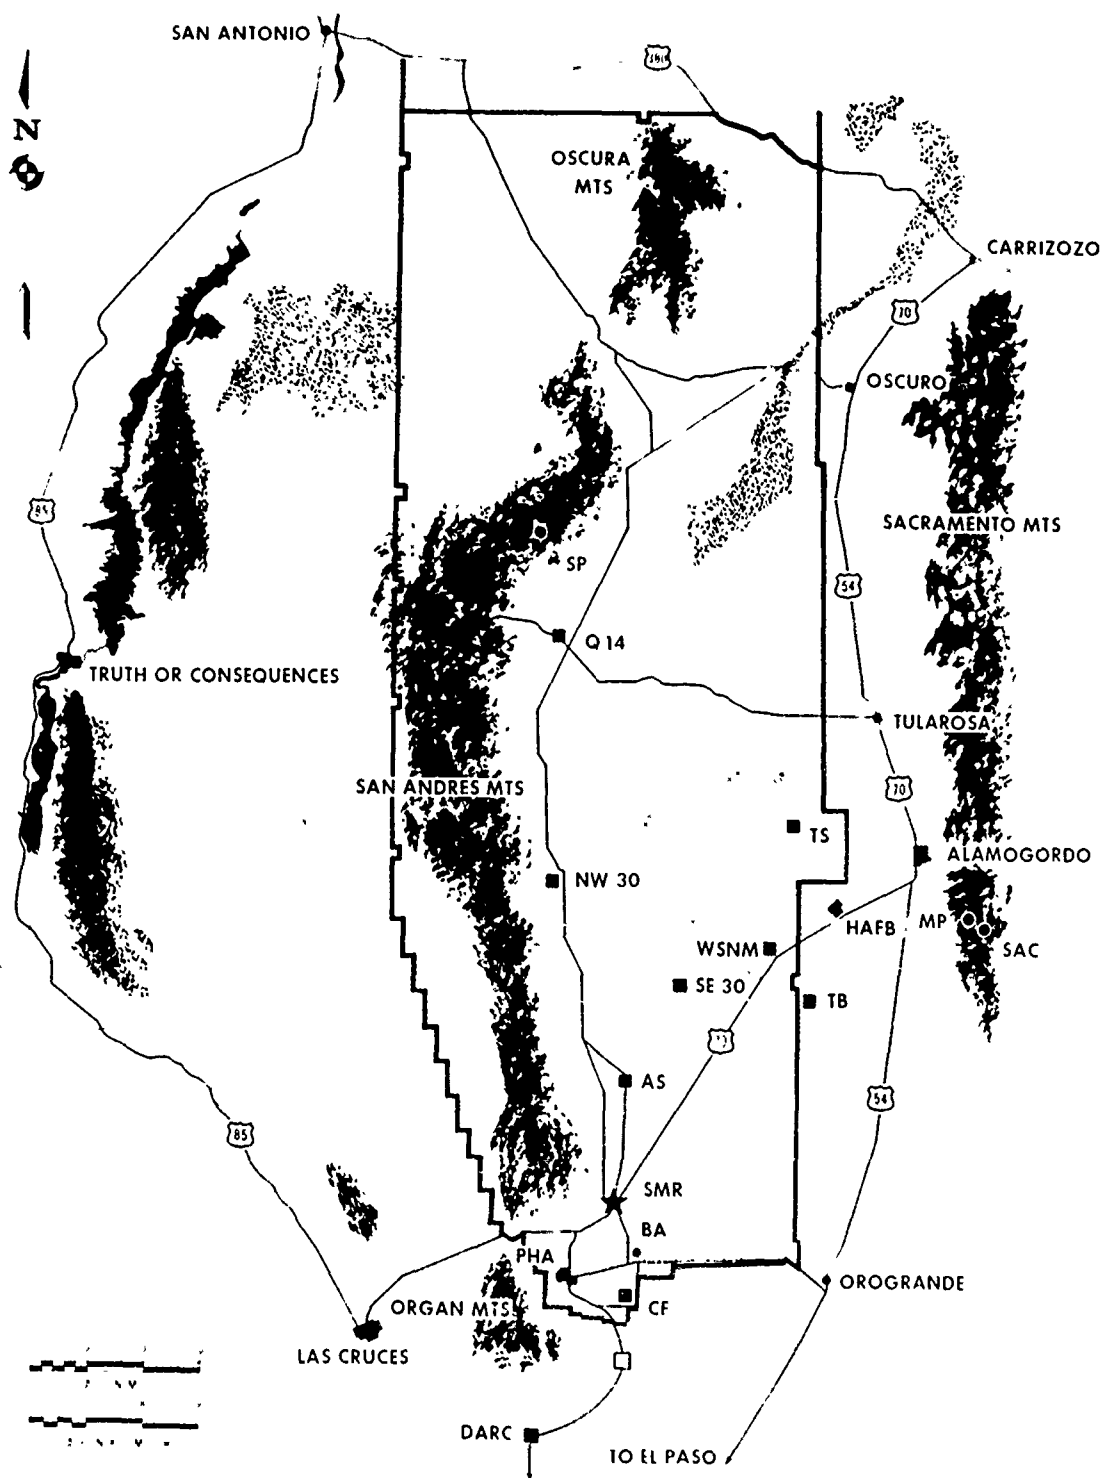 SAN ANTONIO
N
OSCURA
MTS
CARRIZOZO
70
OSCURO
85
SACRAMENTO MTS
SP
54
Q 14
TRUTH OR CONSEQUENCES
TULAROSA
SAN ANDRES MTS
70
TS
ALAMOGORDO
NW 30
HAFB
MP
WSNM
SAC
SE 30
TB
AS
54
85
SMR
BA
PHA
OROGRANDE
ORGAN MTS
CF
LAS CRUCES
DARC
TO EL PASO